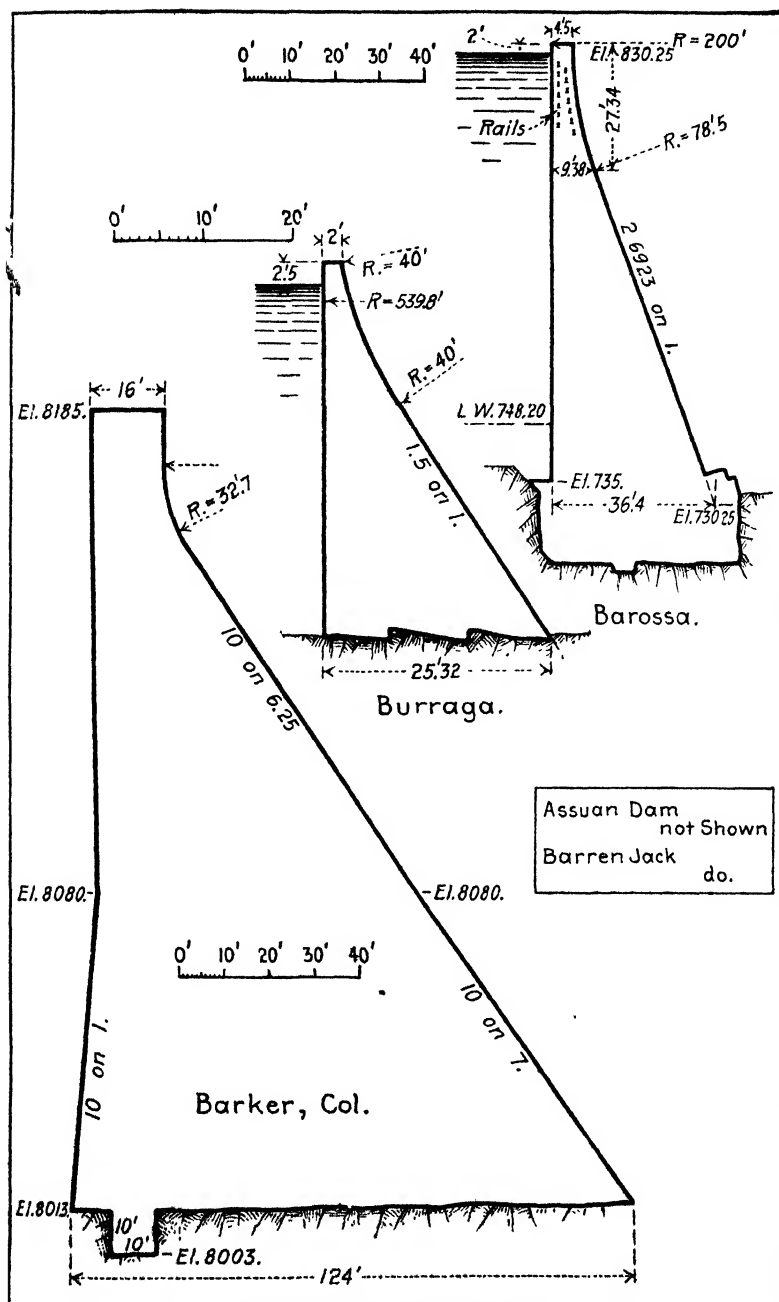 0' 10' 20' 30' 40'
2'
4'.5
R=200'
El.830.25
27'.34
Rails
9'.38
R.=78'.5
2 6923 on 1.
L W.748.20
El.735.
36'.4
El.730 25
Barossa.
0' 10' 20'
2'
2'.5
R.=40'
R=539.8'
R.=40'
1.5 on 1.
25'.32
Burraga.
16'
El.8185.
R.=32'.7
10 on 6.25
El.8080.
El.8080.
0' 10' 20' 30' 40'
10 on 1.
10 on 7.
Barker, Col.
El.8013.
10'
10'
El.8003.
124'
Assuan Dam
not Shown
Barren Jack
do.